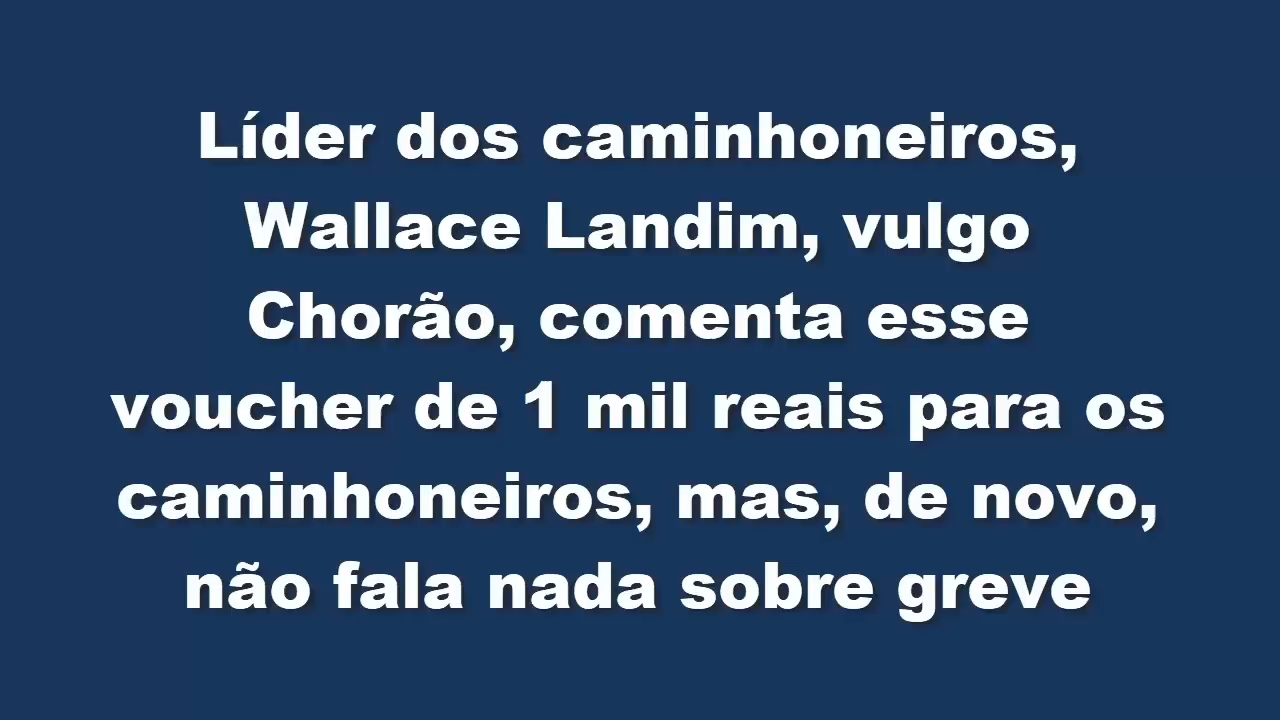 Líder dos caminhoneiros,
Wallace Landim, vulgo
Chorão, comenta esse
voucher de 1 mil reais para os
caminhoneiros, mas, de novo,
não fala nada sobre greve